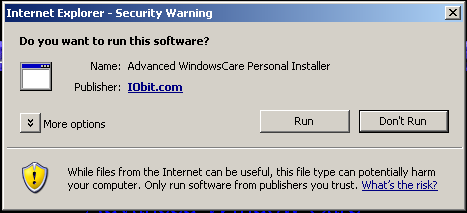 Internet Explorer - Security Warning
Do you want to run this software?
Name: Advanced WindowsCare Personal Installer
Publisher: IObit.com
More options
Run
Don't Run
While files from the Internet can be useful, this file type can potentially harm
your computer. Only run software from publishers you trust. What's the risk?